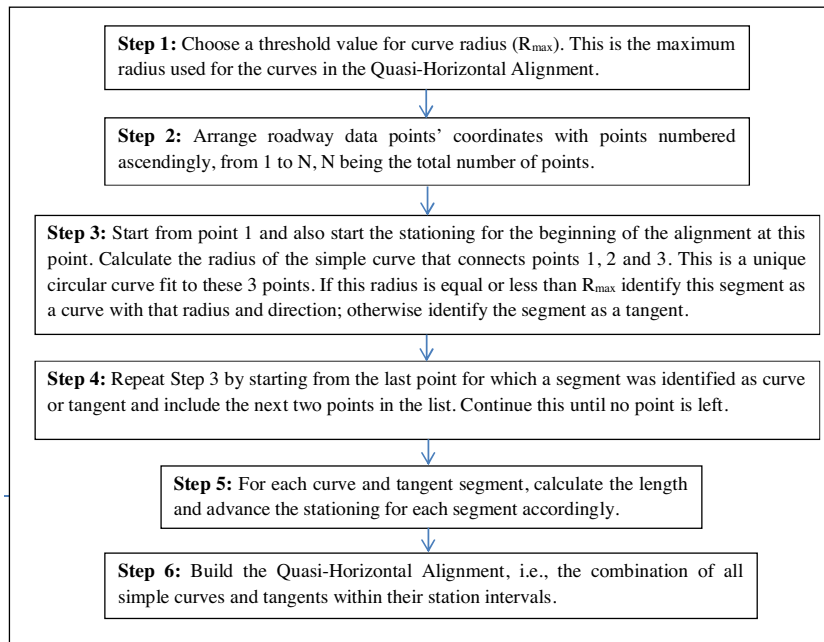 Step 1: Choose a threshold value for curve radius (Rmax). This is the maximum
radius used for the curves in the Quasi-Horizontal Alignment.
Step 2: Arrange roadway data points’ coordinates with points numbered
ascendingly, from 1 to N, N being the total number of points.
Step 3: Start from point 1 and also start the stationing for the beginning of the alignment at this
point. Calculate the radius of the simple curve that connects points 1, 2 and 3. This is a unique
circular curve fit to these 3 points. If this radius is equal or less than Rmax identify this segment as
a curve with that radius and direction; otherwise identify the segment as a tangent.
Step 4: Repeat Step 3 by starting from the last point for which a segment was identified as curve
or tangent and include the next two points in the list. Continue this until no point is left.
Step 5: For each curve and tangent segment, calculate the length
and advance the stationing for each segment accordingly.
Step 6: Build the Quasi-Horizontal Alignment, i.e., the combination of all
simple curves and tangents within their station intervals.